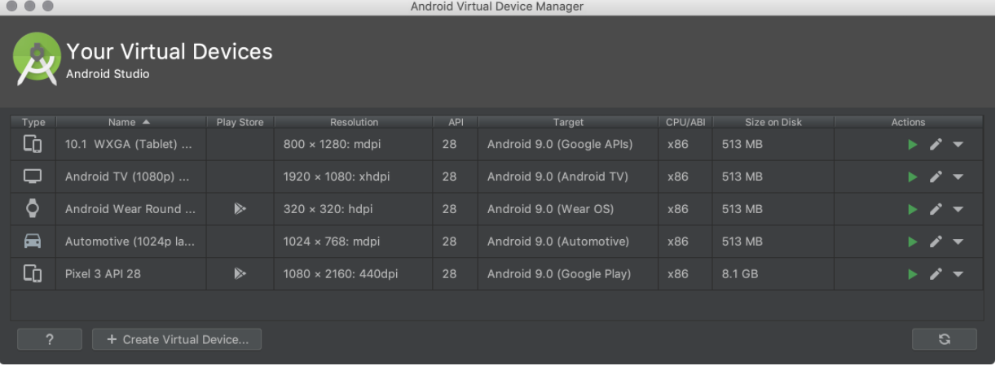 Android Virtual Device Manager
Your Virtual Devices
Android Studio
Type Name Play Store Resolution API Target CPU/ABI Size on Disk Actions
10.1 WXGA (Tablet) ... 800 × 1280: mdpi 28 Android 9.0 (Google APIs) x86 513 MB
Android TV (1080p) ... 1920 × 1080: xhdpi 28 Android 9.0 (Android TV) x86 513 MB
Android Wear Round ... 320 × 320: hdpi 28 Android 9.0 (Wear OS) x86 513 MB
Automotive (1024p la... 1024 × 768: mdpi 28 Android 9.0 (Automotive) x86 513 MB
Pixel 3 API 28 1080 × 2160: 440dpi 28 Android 9.0 (Google Play) x86 8.1 GB
? + Create Virtual Device...